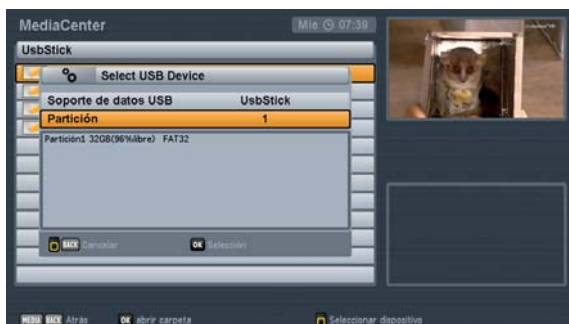 MediaCenter Mie 07:39
UsbStick
Select USB Device
Soporte de datos USB UsbStick
Partición 1
Partición1 32GB(96%libre) FAT32
BACK Cancelar OK Selección
MEDIA BACK Atrás OK abrir carpeta Seleccionar dispositivo